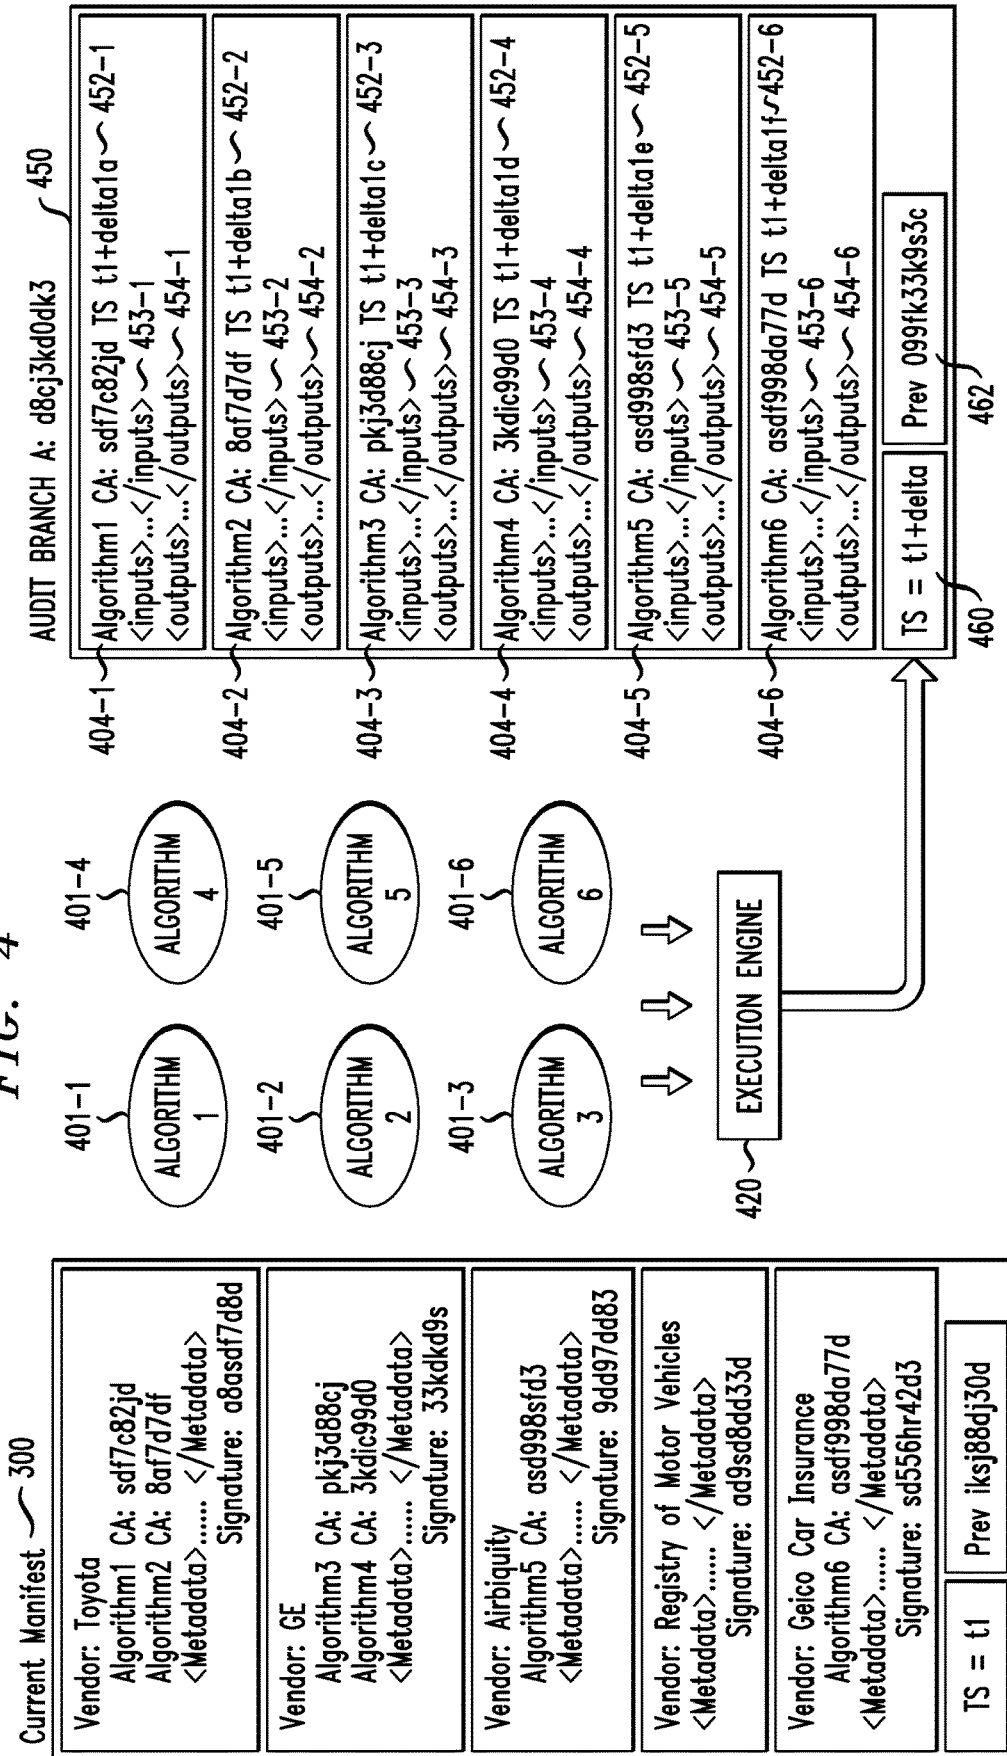 FIG. 4
Current Manifest 300
Vendor: Toyota
Algorithm1 CA: sdf7c82jd
Algorithm2 CA: 8af7d7df
<Metadata>...... </Metadata>
Signature: a8asdf7d8d
Vendor: GE
Algorithm3 CA: pkj3d88cj
Algorithm4 CA: 3kdic99d0
<Metadata>...... </Metadata>
Signature: 33kdkd9s
Vendor: Airbiquity
Algorithm5 CA: asd998sfd3
<Metadata>...... </Metadata>
Signature: 9dd97dd83
Vendor: Registry of Motor Vehicles
<Metadata>...... </Metadata>
Signature: ad9sd8dd33d
Vendor: Geico Car Insurance
Algorithm6 CA: asdf998da77d
<Metadata>...... </Metadata>
Signature: sd556hr42d3
TS = t1
Prev iksj88dj30d
401-1
ALGORITHM
1
401-4
ALGORITHM
4
401-2
ALGORITHM
2
401-5
ALGORITHM
5
401-3
ALGORITHM
3
401-6
ALGORITHM
6
420
EXECUTION ENGINE
AUDIT BRANCH A: d8cj3kd0dk3
450
404-1
Algorithm1 CA: sdf7c82jd TS t1+delta1a 452-1
<inputs>...</inputs> 453-1
<outputs>...</outputs> 454-1
404-2
Algorithm2 CA: 8af7d7df TS t1+delta1b 452-2
<inputs>...</inputs> 453-2
<outputs>...</outputs> 454-2
404-3
Algorithm3 CA: pkj3d88cj TS t1+delta1c 452-3
<inputs>...</inputs> 453-3
<outputs>...</outputs> 454-3
404-4
Algorithm4 CA: 3kdic99d0 TS t1+delta1d 452-4
<inputs>...</inputs> 453-4
<outputs>...</outputs> 454-4
404-5
Algorithm5 CA: asd998sfd3 TS t1+delta1e 452-5
<inputs>...</inputs> 453-5
<outputs>...</outputs> 454-5
404-6
Algorithm6 CA: asdf998da77d TS t1+delta1f 452-6
<inputs>...</inputs> 453-6
<outputs>...</outputs> 454-6
TS = t1+delta
Prev 099fk33k9s3c
460
462